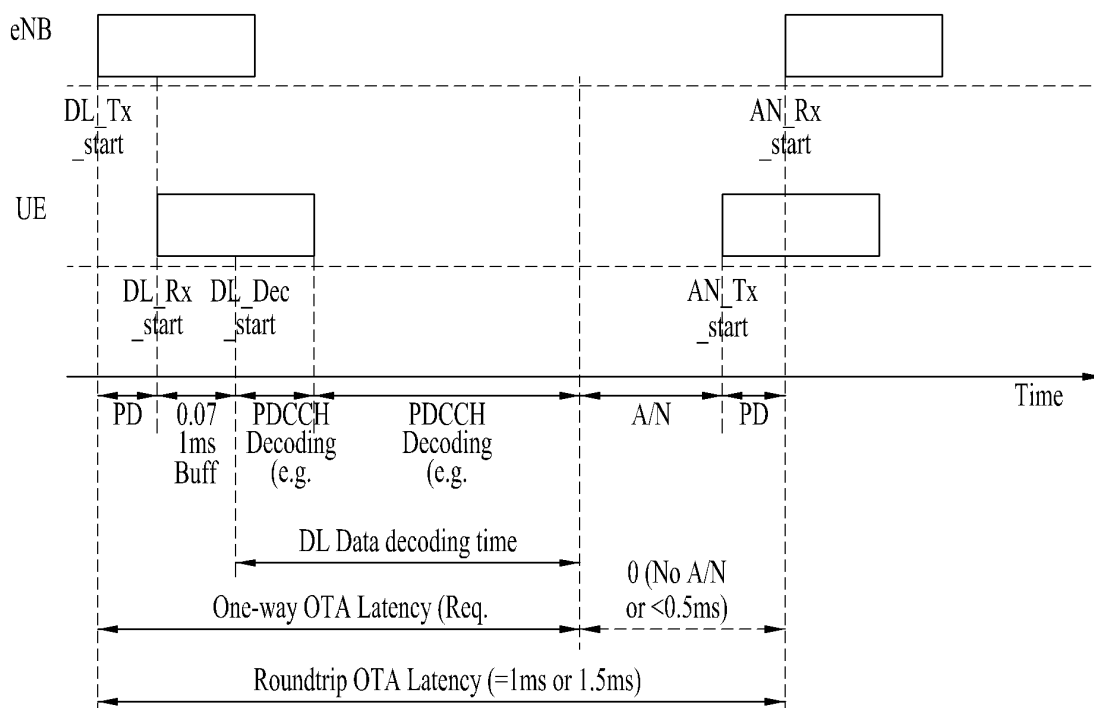 eNB
DL_Tx
_start
AN_Rx
_start
UE
DL_Rx
_start
DL_Dec
_start
AN_Tx
_start
Time
PD
0.07
1ms
Buff
PDCCH
Decoding
(e.g.
PDCCH
Decoding
(e.g.
A/N
PD
DL Data decoding time
0 (No A/N
or <0.5ms)
One-way OTA Latency (Req.
Roundtrip OTA Latency (=1ms or 1.5ms)